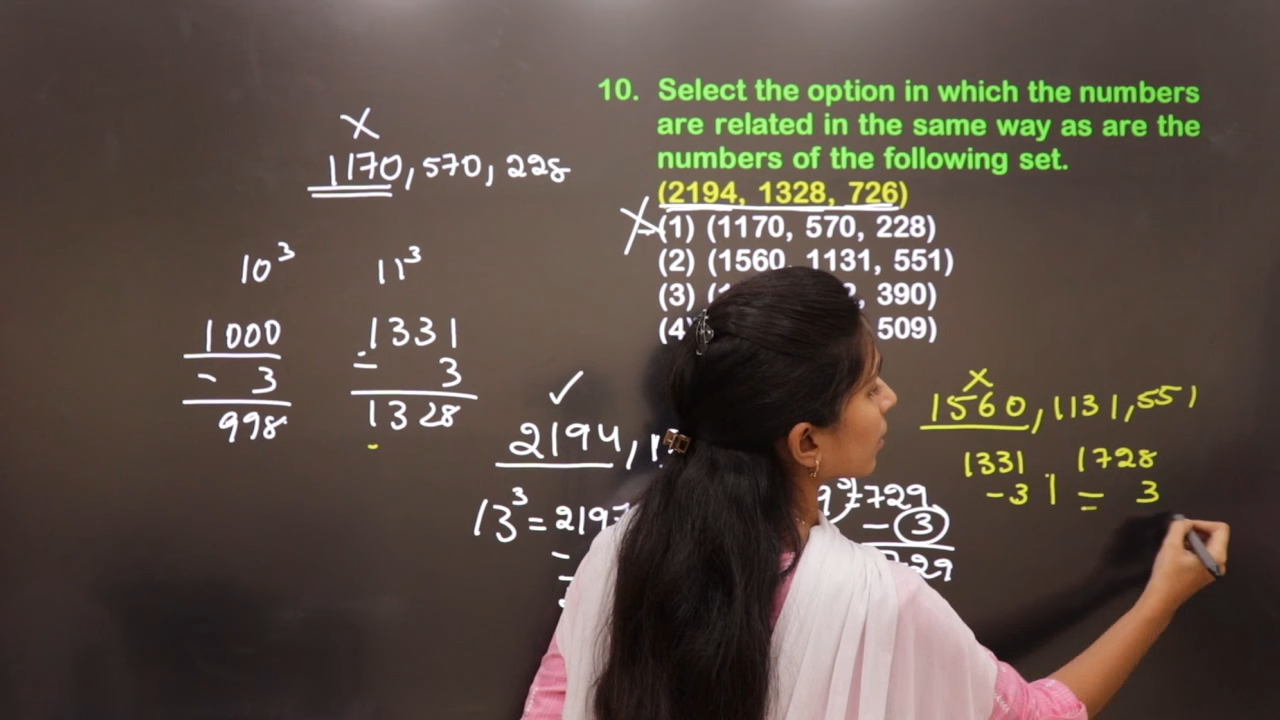 10. Select the option in which the numbers
are related in the same way as are the
numbers of the following set.
(2194, 1328, 726)
X (1) (1170, 570, 228)
(2) (1560, 1131, 551)
(3) 390)
(4) 509)
X
1170, 570, 228
10³ 11³
1000 1331
- 3 - 3
998 1328
✓
2194,
13³ = 2197
9³ 729
- 3
X
1560, 1131, 551
1331 1728
-3 - 3